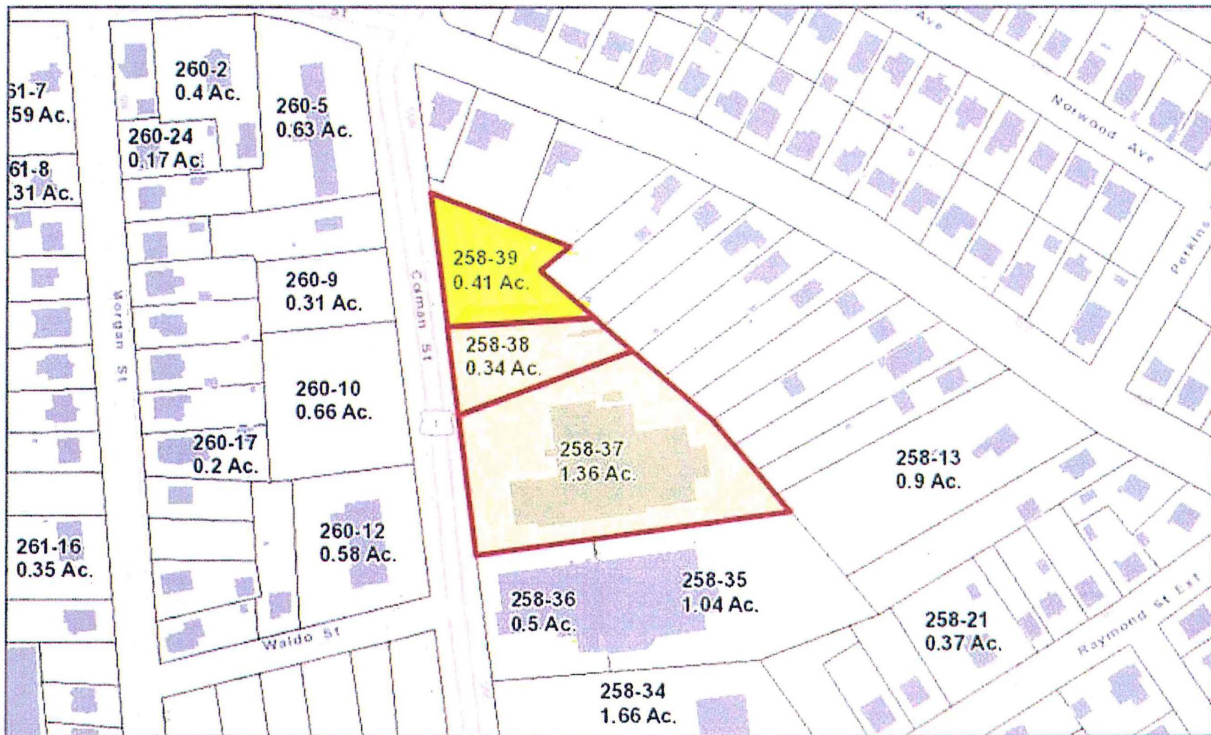 St
Ave
260-2
0.4 Ac.
61-7
59 Ac.
260-5
0.63 Ac.
Norwood Ave
260-24
0.17 Ac.
61-8
.31 Ac.
Perkins
258-39
0.41 Ac.
260-9
0.31 Ac.
Morgan St
Coman St
258-38
0.34 Ac.
260-10
0.66 Ac.
1
260-17
0.2 Ac.
258-37
1.36 Ac.
258-13
0.9 Ac.
260-12
0.58 Ac.
261-16
0.35 Ac.
258-36
0.5 Ac.
258-35
1.04 Ac.
258-21
0.37 Ac.
Raymond St Ext
Waldo St
258-34
1.66 Ac.